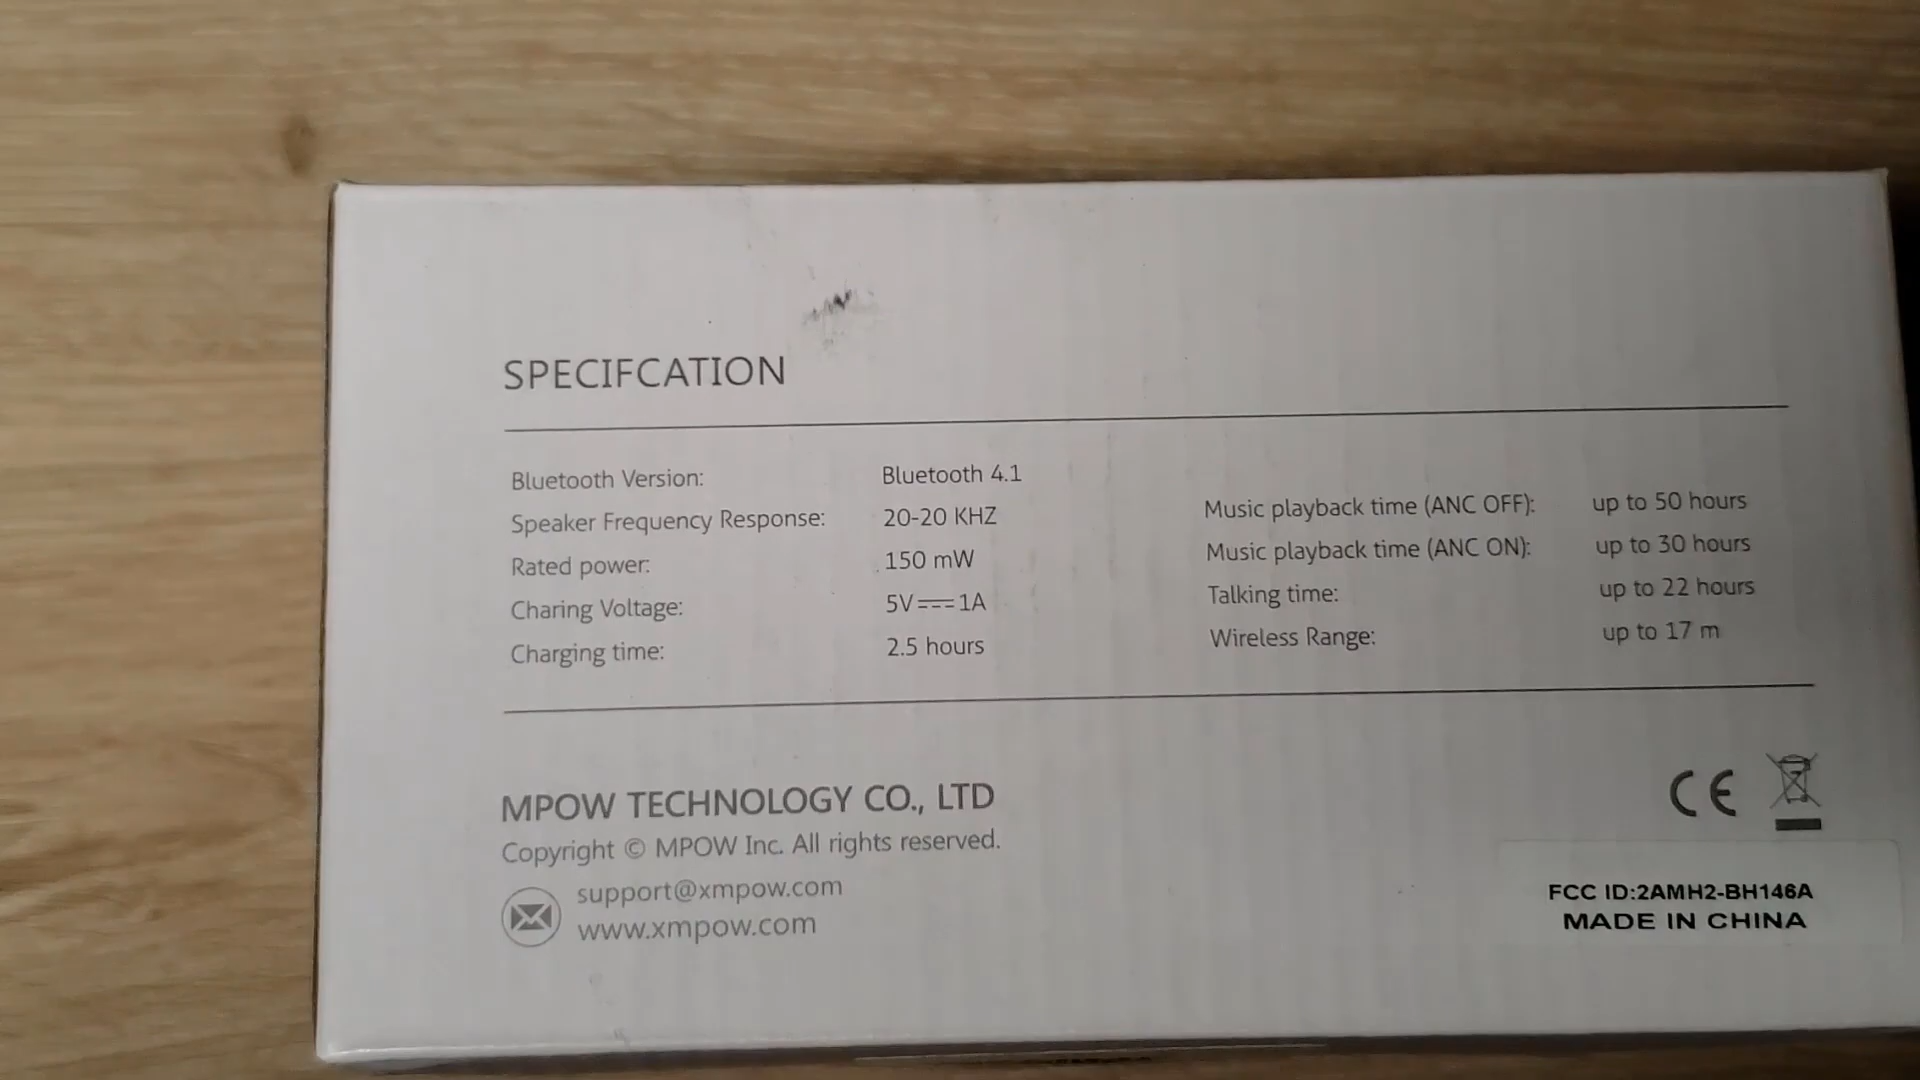 SPECIFCATION
Bluetooth Version: Bluetooth 4.1
Speaker Frequency Response: 20-20 KHZ
Rated power: 150 mW
Charing Voltage: 5V⎓1A
Charging time: 2.5 hours
Music playback time (ANC OFF): up to 50 hours
Music playback time (ANC ON): up to 30 hours
Talking time: up to 22 hours
Wireless Range: up to 17 m
MPOW TECHNOLOGY CO., LTD
Copyright © MPOW Inc. All rights reserved.
support@xmpow.com
www.xmpow.com
CE
FCC ID:2AMH2-BH146A
MADE IN CHINA